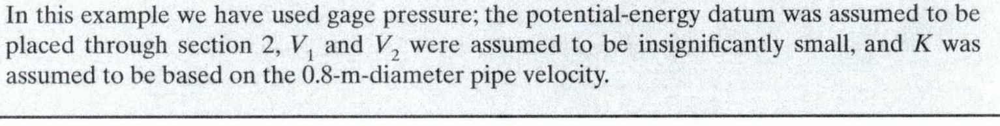 In this example we have used gage pressure; the potential-energy datum was assumed to be
placed through section 2, V₁ and V₂ were assumed to be insignificantly small, and K was
assumed to be based on the 0.8-m-diameter pipe velocity.